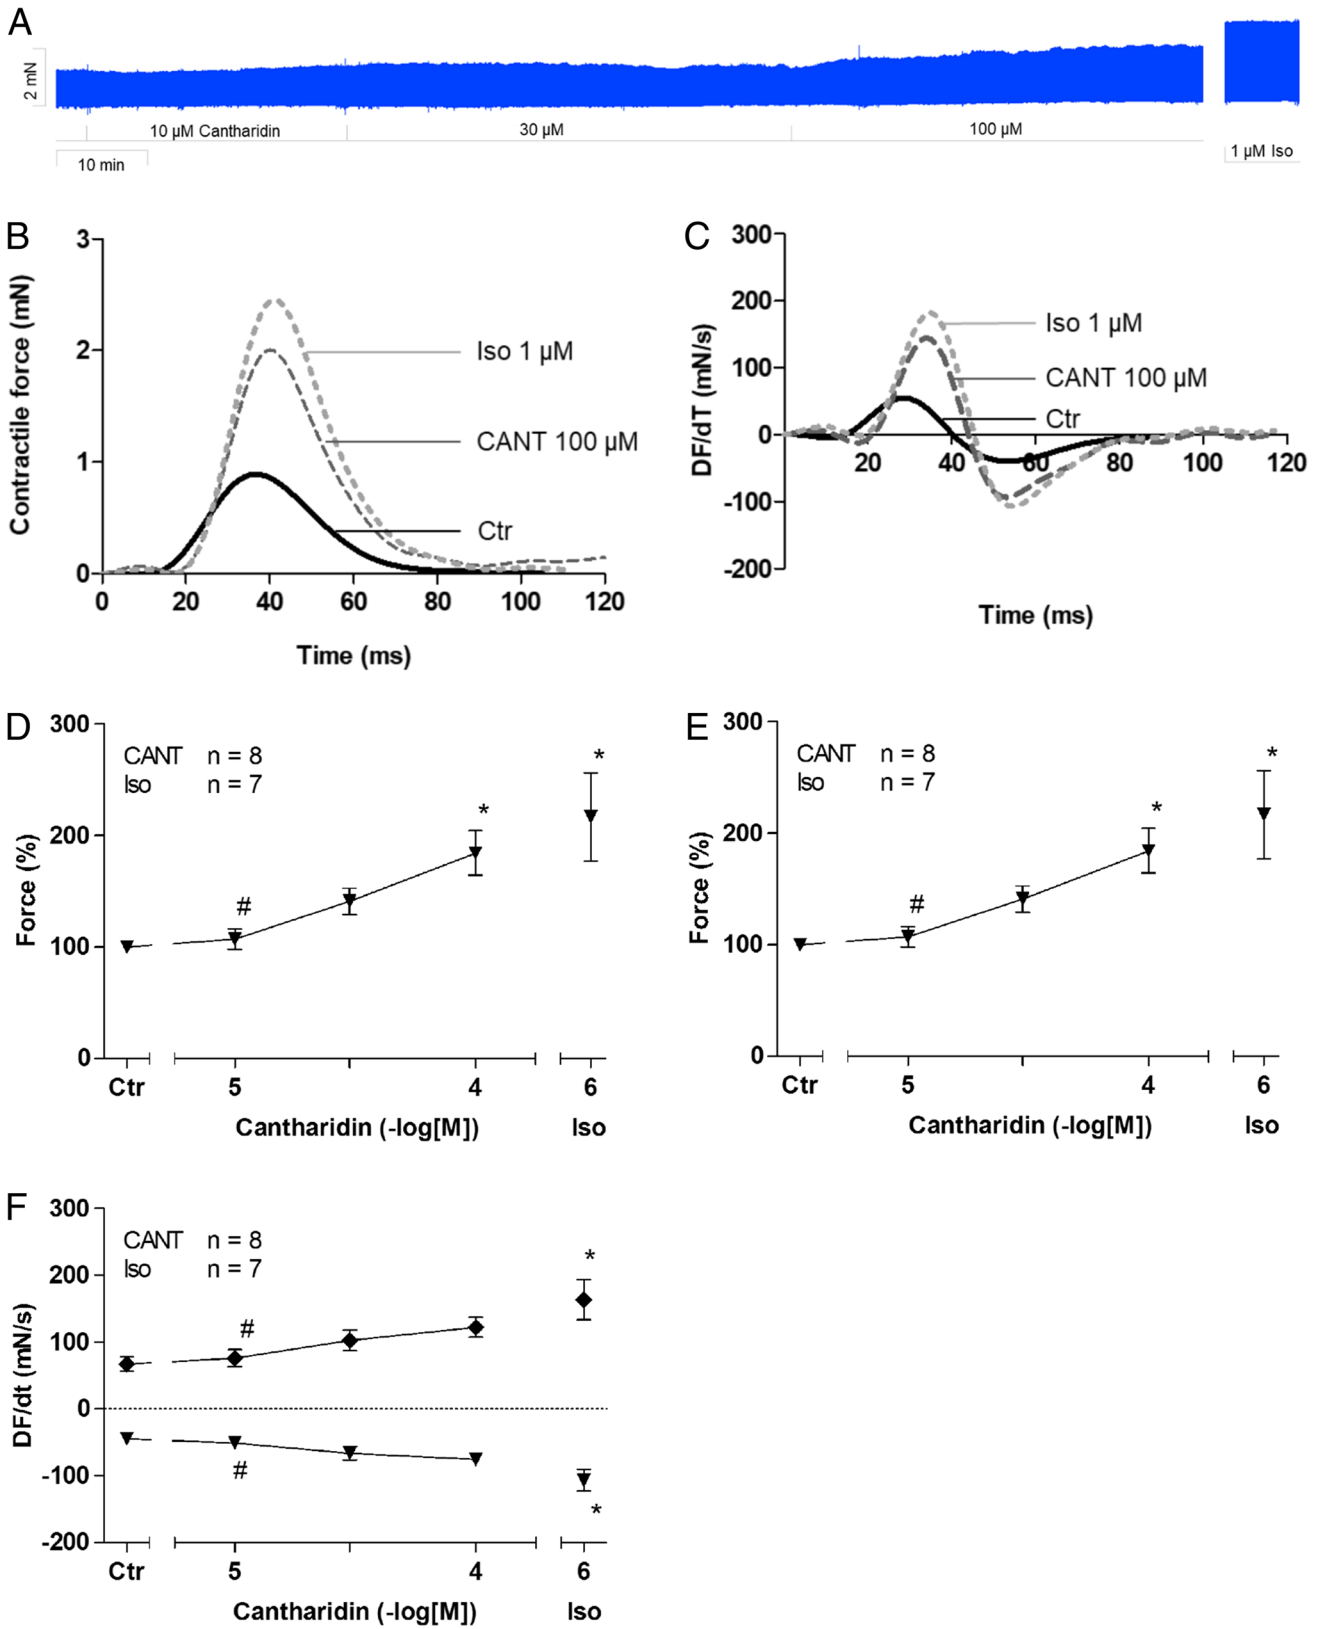 A
2 mN
10 µM Cantharidin
30 µM
100 µM
10 min
1 µM Iso
B
3
2
1
0
Contractile force (mN)
Iso 1 µM
CANT 100 µM
Ctr
0 20 40 60 80 100 120
Time (ms)
C
300
200
100
0
-100
-200
DF/dT (mN/s)
Iso 1 µM
CANT 100 µM
Ctr
20 40 60 80 100 120
Time (ms)
D
300
200
100
0
Force (%)
CANT n = 8
Iso n = 7
#
*
*
Ctr 5 4 6
Cantharidin (-log[M]) Iso
E
300
200
100
0
Force (%)
CANT n = 8
Iso n = 7
#
*
*
Ctr 5 4 6
Cantharidin (-log[M]) Iso
F
300
200
100
0
-100
-200
DF/dt (mN/s)
CANT n = 8
Iso n = 7
#
*
#
*
Ctr 5 4 6
Cantharidin (-log[M]) Iso